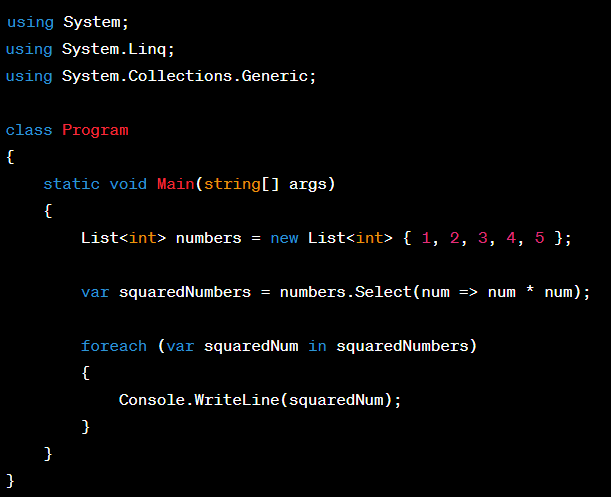 using System;
using System.Linq;
using System.Collections.Generic;

class Program
{
    static void Main(string[] args)
    {
        List<int> numbers = new List<int> { 1, 2, 3, 4, 5 };

        var squaredNumbers = numbers.Select(num => num * num);

        foreach (var squaredNum in squaredNumbers)
        {
            Console.WriteLine(squaredNum);
        }
    }
}